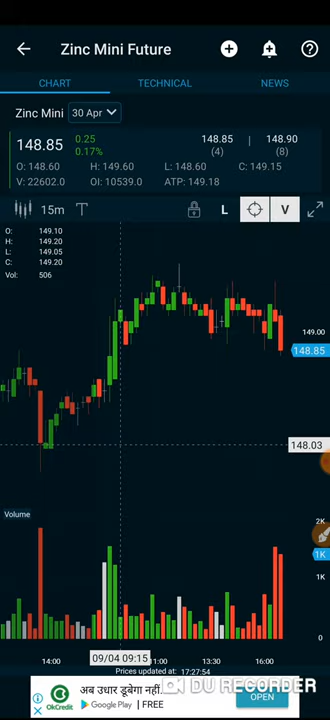 Zinc Mini Future
CHART TECHNICAL NEWS
Zinc Mini 30 Apr
148.85 0.25 148.85 | 148.90
0.17% (4) (8)
O: 148.60 H: 149.60 L: 148.60 C: 149.15
V: 22602.0 OI: 10539.0 ATP: 149.18
15m T L V
O: 149.10
H: 149.20
L: 149.05
C: 149.20
Vol: 506
149.00
148.85
148.03
Volume
2K
1K
1K
0
14:00 09/04 09:15 11:00 13:30 16:00
Prices updated at: 17:27:54
अब उधार डूबेगा नहीं...
OkCredit Google Play | FREE
OPEN
DU RECORDER